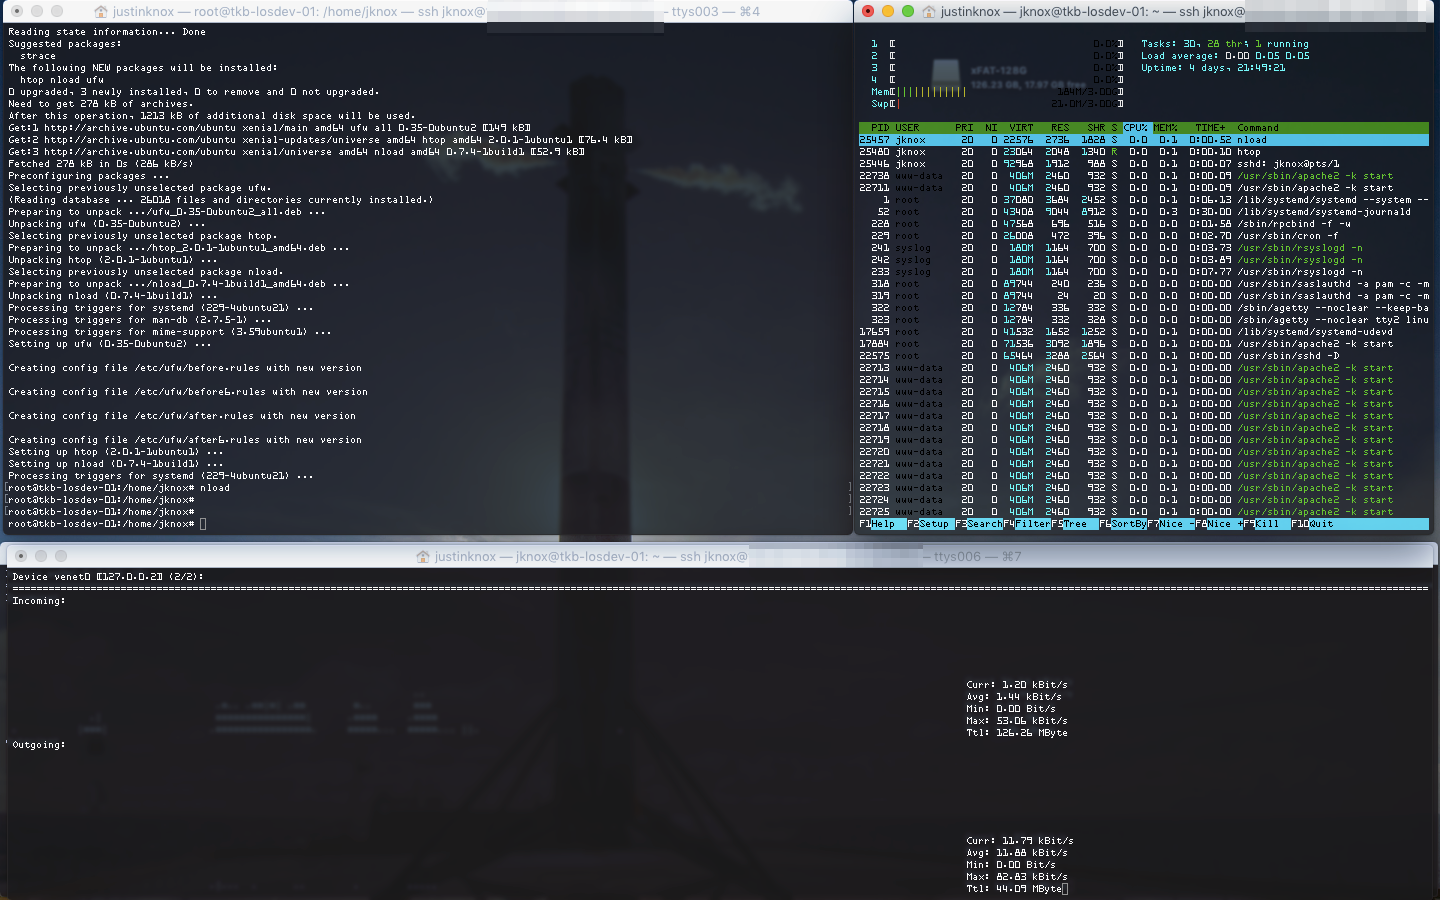 justinknox — root@tkb-losdev-01: /home/jknox — ssh jknox@ — ttys003 — ⌘4
Reading state information... Done
Suggested packages:
  strace
The following NEW packages will be installed:
  htop nload ufw
0 upgraded, 3 newly installed, 0 to remove and 0 not upgraded.
Need to get 278 kB of archives.
After this operation, 1213 kB of additional disk space will be used.
Get:1 http://archive.ubuntu.com/ubuntu xenial/main amd64 ufw all 0.35-0ubuntu2 [149 kB]
Get:2 http://archive.ubuntu.com/ubuntu xenial-updates/universe amd64 htop amd64 2.0.1-1ubuntu1 [76.4 kB]
Get:3 http://archive.ubuntu.com/ubuntu xenial/universe amd64 nload amd64 0.7.4-1build1 [52.9 kB]
Fetched 278 kB in 0s (286 kB/s)
Preconfiguring packages ...
Selecting previously unselected package ufw.
(Reading database ... 26018 files and directories currently installed.)
Preparing to unpack .../ufw_0.35-0ubuntu2_all.deb ...
Unpacking ufw (0.35-0ubuntu2) ...
Selecting previously unselected package htop.
Preparing to unpack .../htop_2.0.1-1ubuntu1_amd64.deb ...
Unpacking htop (2.0.1-1ubuntu1) ...
Selecting previously unselected package nload.
Preparing to unpack .../nload_0.7.4-1build1_amd64.deb ...
Unpacking nload (0.7.4-1build1) ...
Processing triggers for systemd (229-4ubuntu21) ...
Processing triggers for man-db (2.7.5-1) ...
Processing triggers for mime-support (3.59ubuntu1) ...
Setting up ufw (0.35-0ubuntu2) ...
Creating config file /etc/ufw/before.rules with new version
Creating config file /etc/ufw/before6.rules with new version
Creating config file /etc/ufw/after.rules with new version
Creating config file /etc/ufw/after6.rules with new version
Setting up htop (2.0.1-1ubuntu1) ...
Setting up nload (0.7.4-1build1) ...
Processing triggers for systemd (229-4ubuntu21) ...
[root@tkb-losdev-01:/home/jknox# nload ]
[root@tkb-losdev-01:/home/jknox# ]
[root@tkb-losdev-01:/home/jknox# ]
root@tkb-losdev-01:/home/jknox#
justinknox — jknox@tkb-losdev-01: ~ — ssh jknox@
1 [ 0.0%] Tasks: 30, 28 thr; 1 running
2 [ 0.0%] Load average: 0.00 0.05 0.05
3 [ 0.0%] Uptime: 4 days, 21:49:21
4 [ 0.0%]
Mem[|||||||||||| 184M/3.00G]
Swp[| 21.0M/3.00G]
xFAT-128G
126.23 GB, 17.97 GB free
PID USER PRI NI VIRT RES SHR S CPU% MEM% TIME+ Command
25457 jknox 20 0 22576 2736 1828 S 0.0 0.1 0:00.52 nload
25480 jknox 20 0 23064 2048 1340 R 0.0 0.1 0:00.10 htop
25446 jknox 20 0 92968 1912 988 S 0.0 0.1 0:00.07 sshd: jknox@pts/1
22738 www-data 20 0 406M 2460 932 S 0.0 0.1 0:00.09 /usr/sbin/apache2 -k start
22711 www-data 20 0 406M 2460 932 S 0.0 0.1 0:00.09 /usr/sbin/apache2 -k start
1 root 20 0 37080 3684 2452 S 0.0 0.1 0:06.13 /lib/systemd/systemd --system --
52 root 20 0 43408 9044 8912 S 0.0 0.3 0:30.00 /lib/systemd/systemd-journald
228 root 20 0 47568 696 516 S 0.0 0.0 0:01.58 /sbin/rpcbind -f -w
229 root 20 0 26008 472 396 S 0.0 0.0 0:02.70 /usr/sbin/cron -f
241 syslog 20 0 180M 1164 700 S 0.0 0.0 0:03.73 /usr/sbin/rsyslogd -n
242 syslog 20 0 180M 1164 700 S 0.0 0.0 0:03.89 /usr/sbin/rsyslogd -n
233 syslog 20 0 180M 1164 700 S 0.0 0.0 0:07.77 /usr/sbin/rsyslogd -n
318 root 20 0 89744 240 236 S 0.0 0.0 0:00.00 /usr/sbin/saslauthd -a pam -c -m
319 root 20 0 89744 24 20 S 0.0 0.0 0:00.00 /usr/sbin/saslauthd -a pam -c -m
322 root 20 0 12784 336 332 S 0.0 0.0 0:00.00 /sbin/agetty --noclear --keep-ba
323 root 20 0 12784 332 328 S 0.0 0.0 0:00.00 /sbin/agetty --noclear tty2 linu
17659 root 20 0 41532 1652 1252 S 0.0 0.1 0:00.00 /lib/systemd/systemd-udevd
17884 root 20 0 71536 3092 1896 S 0.0 0.1 0:00.01 /usr/sbin/apache2 -k start
22575 root 20 0 65464 3288 2564 S 0.0 0.1 0:00.00 /usr/sbin/sshd -D
22713 www-data 20 0 406M 2460 932 S 0.0 0.1 0:00.00 /usr/sbin/apache2 -k start
22714 www-data 20 0 406M 2460 932 S 0.0 0.1 0:00.00 /usr/sbin/apache2 -k start
22715 www-data 20 0 406M 2460 932 S 0.0 0.1 0:00.00 /usr/sbin/apache2 -k start
22716 www-data 20 0 406M 2460 932 S 0.0 0.1 0:00.00 /usr/sbin/apache2 -k start
22717 www-data 20 0 406M 2460 932 S 0.0 0.1 0:00.00 /usr/sbin/apache2 -k start
22718 www-data 20 0 406M 2460 932 S 0.0 0.1 0:00.00 /usr/sbin/apache2 -k start
22719 www-data 20 0 406M 2460 932 S 0.0 0.1 0:00.00 /usr/sbin/apache2 -k start
22720 www-data 20 0 406M 2460 932 S 0.0 0.1 0:00.00 /usr/sbin/apache2 -k start
22721 www-data 20 0 406M 2460 932 S 0.0 0.1 0:00.00 /usr/sbin/apache2 -k start
22722 www-data 20 0 406M 2460 932 S 0.0 0.1 0:00.00 /usr/sbin/apache2 -k start
22723 www-data 20 0 406M 2460 932 S 0.0 0.1 0:00.00 /usr/sbin/apache2 -k start
22724 www-data 20 0 406M 2460 932 S 0.0 0.1 0:00.00 /usr/sbin/apache2 -k start
22725 www-data 20 0 406M 2460 932 S 0.0 0.1 0:00.00 /usr/sbin/apache2 -k start
F1Help F2Setup F3SearchF4FilterF5Tree F6SortByF7Nice -F8Nice +F9Kill F10Quit
justinknox — jknox@tkb-losdev-01: ~ — ssh jknox@ — ttys006 — ⌘7
Device venet0 [127.0.0.2] (2/2):
Incoming:
Curr: 1.20 kBit/s
Avg: 1.44 kBit/s
Min: 0.00 Bit/s
Max: 53.06 kBit/s
Ttl: 126.26 MByte
Outgoing:
Curr: 11.79 kBit/s
Avg: 11.88 kBit/s
Min: 0.00 Bit/s
Max: 82.83 kBit/s
Ttl: 44.09 MByte